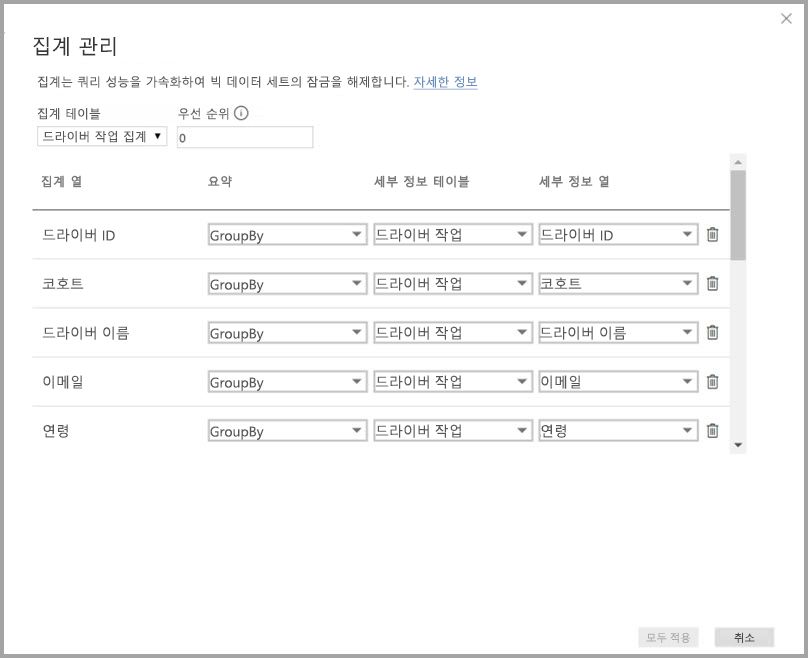 집계 관리
집계는 쿼리 성능을 가속화하여 빅 데이터 세트의 잠금을 해제합니다. 자세한 정보
집계 테이블 우선 순위
드라이버 작업 집계 0
집계 열 요약 세부 정보 테이블 세부 정보 열
드라이버 ID GroupBy 드라이버 작업 드라이버 ID
코호트 GroupBy 드라이버 작업 코호트
드라이버 이름 GroupBy 드라이버 작업 드라이버 이름
이메일 GroupBy 드라이버 작업 이메일
연령 GroupBy 드라이버 작업 연령
모두 적용 취소